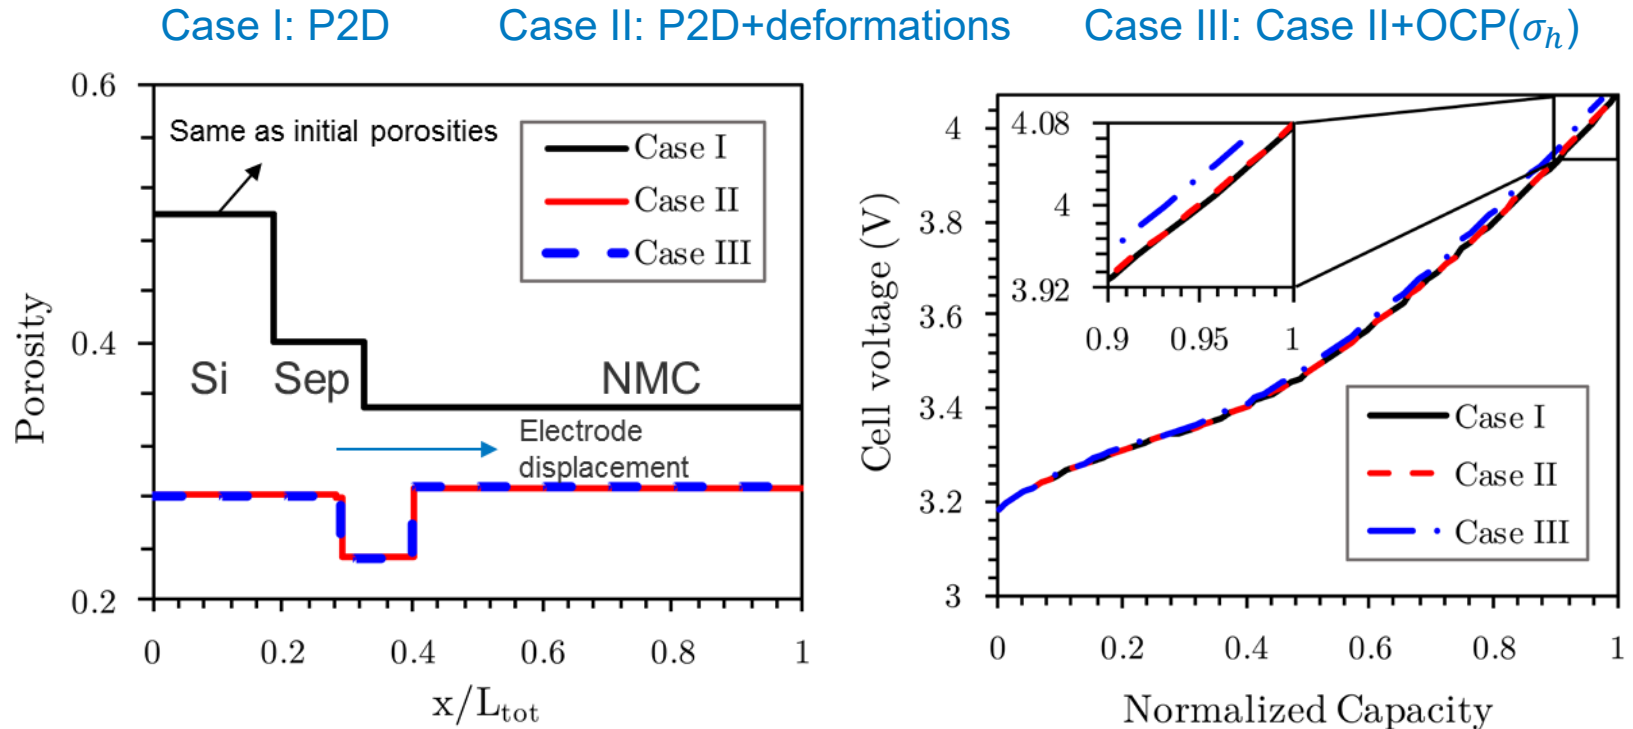 Case I: P2D
Case II: P2D+deformations
Case III: Case II+OCP(σₕ)
0.6
Same as initial porosities
Case I
Case II
Case III
0.4
Si
Sep
NMC
Electrode
displacement
0.2
Porosity
0
0.2
0.4
0.6
0.8
1
x/Lₜₒₜ
4
3.8
3.6
3.4
3.2
3
Cell voltage (V)
4.08
4
3.92
0.9
0.95
1
Case I
Case II
Case III
0
0.2
0.4
0.6
0.8
1
Normalized Capacity